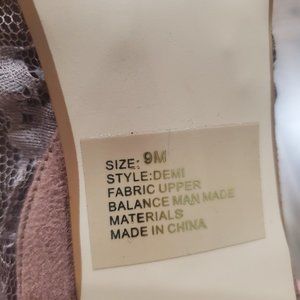 SIZE: 9M
STYLE:DEMI
FABRIC UPPER
BALANCE MAN MADE
MATERIALS
MADE IN CHINA